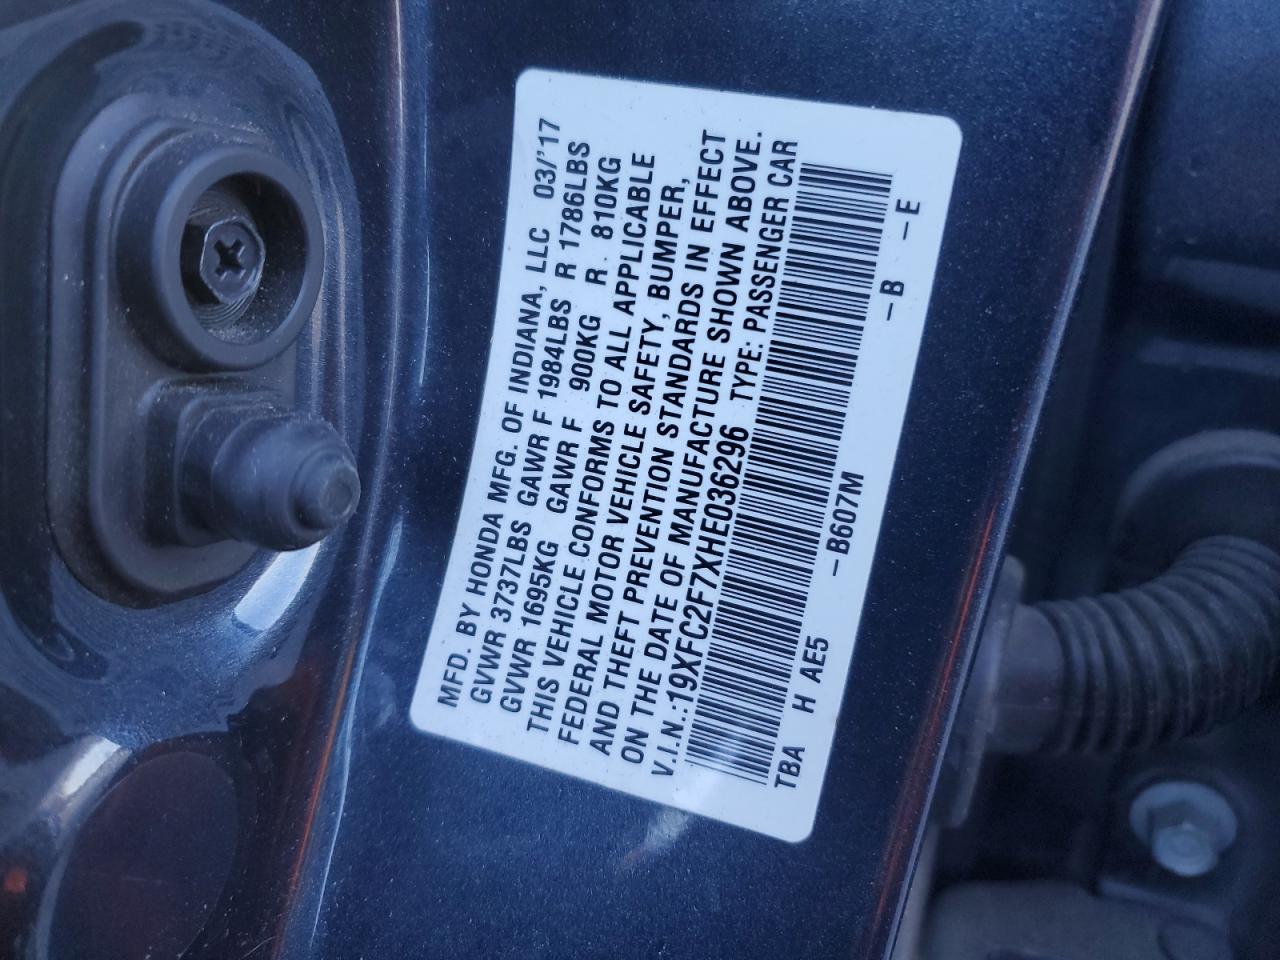 MFD. BY HONDA MFG. OF INDIANA, LLC 03/'17
GVWR 3737LBS GAWR F 1984LBS R 1786LBS
GVWR 1695KG GAWR F 900KG R. 810KG
THIS VEHICLE CONFORMS TO ALL APPLICABLE
FEDERAL MOTOR VEHICLE SAFETY, BUMPER,
AND THEFT PREVENTION STANDARDS IN EFFECT
ON THE DATE OF MANUFACTURE SHOWN ABOVE.
V.I.N.:19XFC2F7XHE036296 TYPE: PASSENGER CAR
TBA H AE5 –B607M –B –E